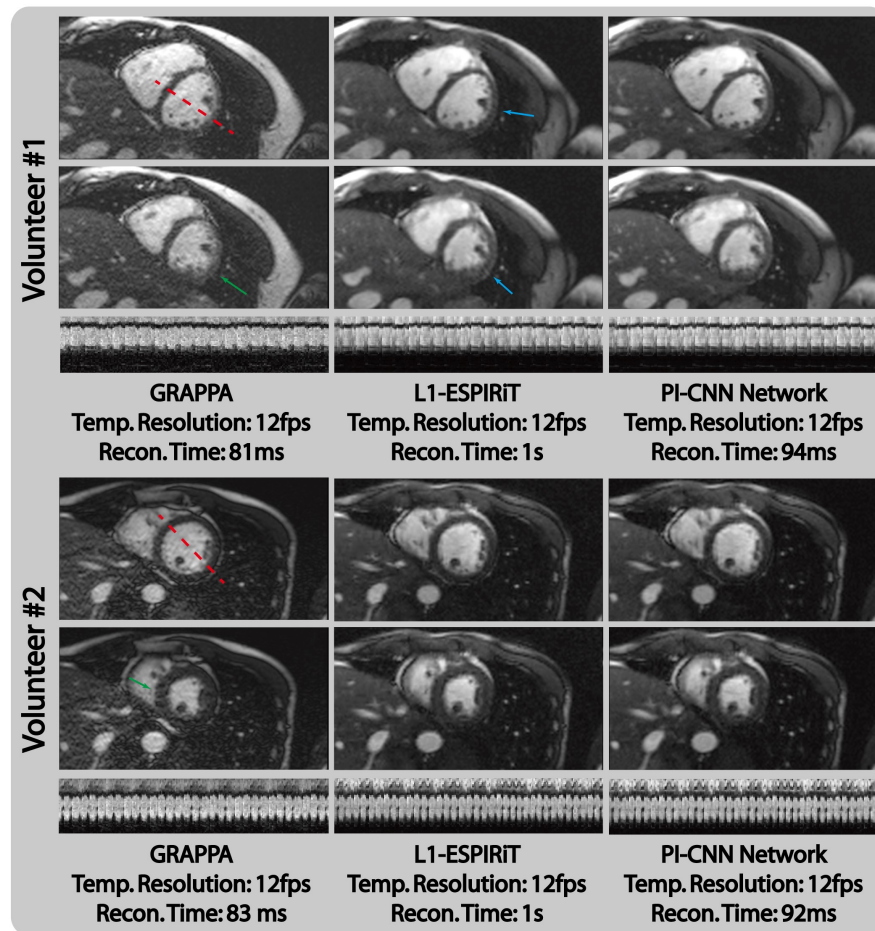 Volunteer #1
GRAPPA
Temp. Resolution: 12fps
Recon. Time: 81ms
L1-ESPIRiT
Temp. Resolution: 12fps
Recon. Time: 1s
PI-CNN Network
Temp. Resolution: 12fps
Recon. Time: 94ms
Volunteer #2
GRAPPA
Temp. Resolution: 12fps
Recon. Time: 83 ms
L1-ESPIRiT
Temp. Resolution: 12fps
Recon. Time: 1s
PI-CNN Network
Temp. Resolution: 12fps
Recon. Time: 92ms